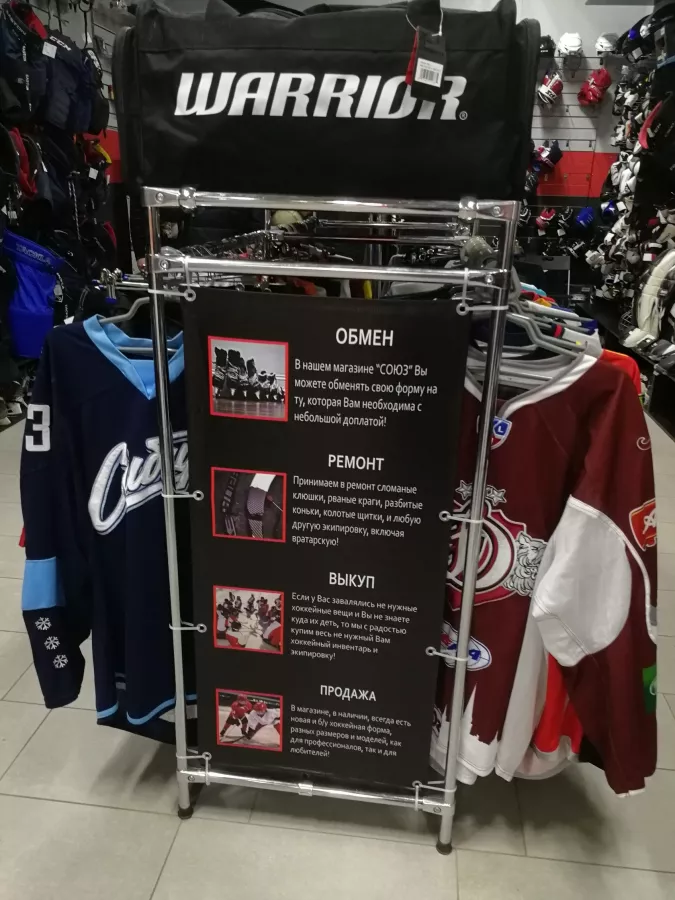 WARRIOR
ОБМЕН
В нашем магазине "СОЮЗ" Вы
можете обменять свою форму на
ту, которая Вам необходима с
небольшой доплатой!
РЕМОНТ
Принимаем в ремонт сломаные
клюшки, рваные краги, разбитые
коньки, колотые щитки, и любую
другую экипировку, включая
вратарскую!
ВЫКУП
Если у Вас завалялись не нужные
хоккейные вещи и Вы не знаете
куда их деть, то мы с радостью
купим весь не нужный Вам
хоккейный инвентарь и
экипировку!
ПРОДАЖА
В магазине, в наличии, всегда есть
новая и б/у хоккейная форма,
разных размеров и моделей, как
для профессионалов, так и для
любителей!
3